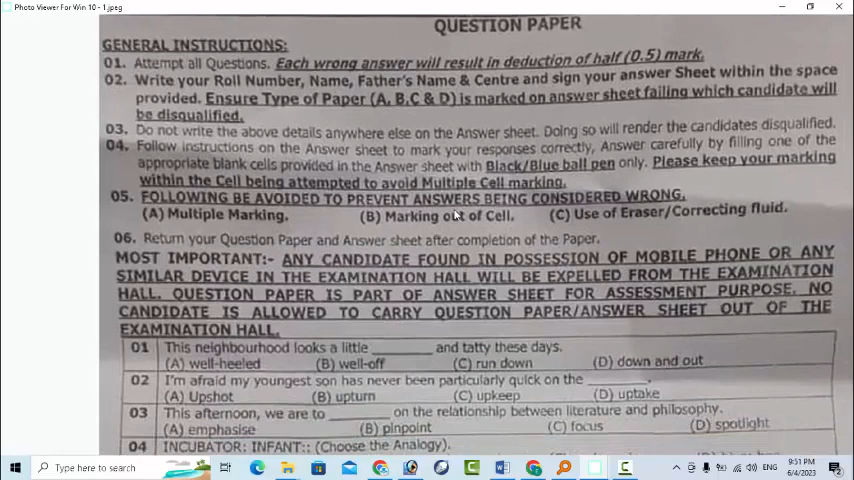 Photo Viewer For Win 10 - 1.jpeg
QUESTION PAPER
GENERAL INSTRUCTIONS:
01. Attempt all Questions. Each wrong answer will result in deduction of half (0.5) mark.
02. Write your Roll Number, Name, Father's Name & Centre and sign your answer Sheet within the space
provided. Ensure Type of Paper (A, B,C & D) is marked on answer sheet failing which candidate will
be disqualified.
03. Do not write the above details anywhere else on the Answer sheet. Doing so will render the candidates disqualified.
04. Follow instructions on the Answer sheet to mark your responses correctly, Answer carefully by filling one of the
appropriate blank cells provided in the Answer sheet with Black/Blue ball pen only. Please keep your marking
within the Cell being attempted to avoid Multiple Cell marking.
05. FOLLOWING BE AVOIDED TO PREVENT ANSWERS BEING CONSIDERED WRONG.
(A) Multiple Marking. (B) Marking out of Cell. (C) Use of Eraser/Correcting fluid.
06. Return your Question Paper and Answer sheet after completion of the Paper.
MOST IMPORTANT:- ANY CANDIDATE FOUND IN POSSESSION OF MOBILE PHONE OR ANY
SIMILAR DEVICE IN THE EXAMINATION HALL WILL BE EXPELLED FROM THE EXAMINATION
HALL. QUESTION PAPER IS PART OF ANSWER SHEET FOR ASSESSMENT PURPOSE. NO
CANDIDATE IS ALLOWED TO CARRY QUESTION PAPER/ANSWER SHEET OUT OF THE
EXAMINATION HALL.
01 This neighbourhood looks a little ________ and tatty these days.
(A) well-heeled (B) well-off (C) run down (D) down and out
02 I'm afraid my youngest son has never been particularly quick on the ________.
(A) Upshot (B) upturn (C) upkeep (D) uptake
03 This afternoon, we are to ________ on the relationship between literature and philosophy.
(A) emphasise (B) pinpoint (C) focus (D) spotlight
04 INCUBATOR: INFANT:: (Choose the Analogy).
Type here to search
ENG
9:51 PM
6/4/2023
2